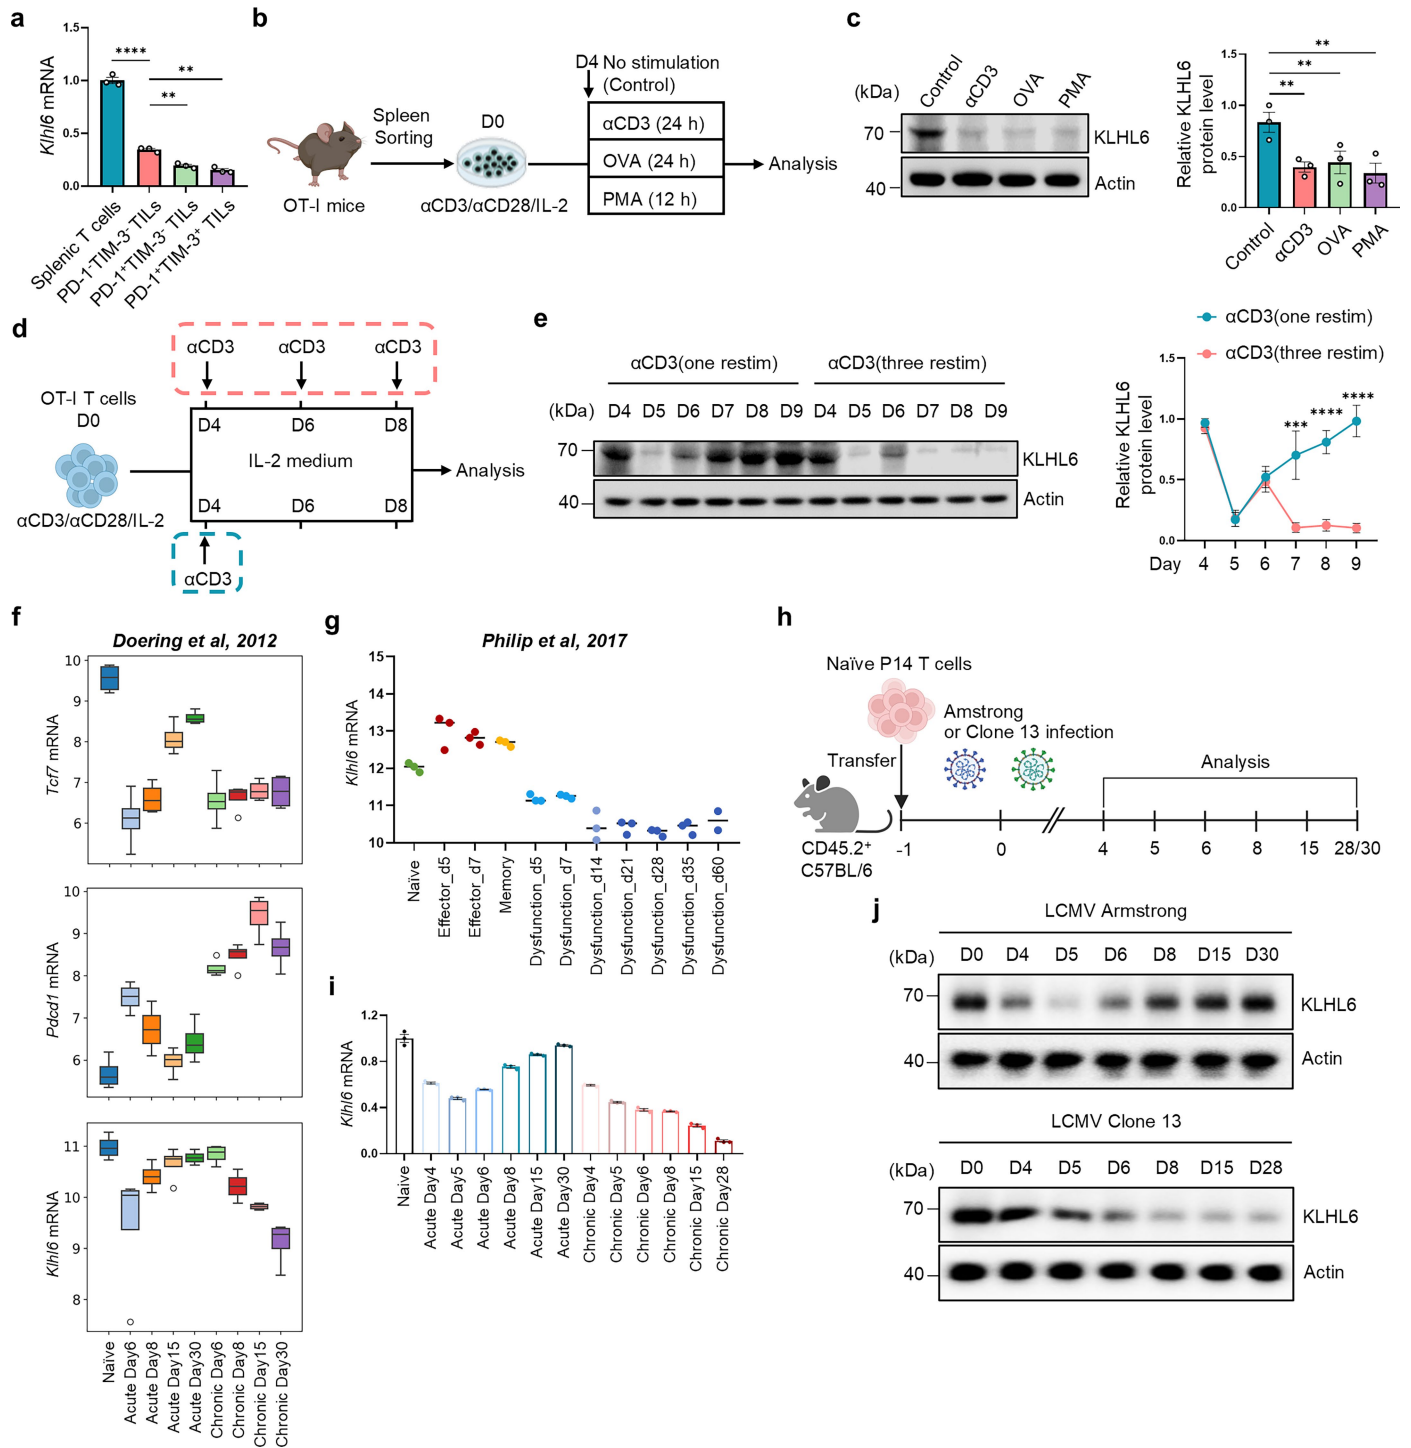 a
Klhl6 mRNA
1.5
1.0
0.5
0.0
****
**
**
Splenic T cells
PD-1⁻TIM-3⁻ TILs
PD-1⁺TIM-3⁻ TILs
PD-1⁺TIM-3⁺ TILs
b
OT-I mice
Spleen
Sorting
D0
αCD3/αCD28/IL-2
D4 No stimulation
(Control)
αCD3 (24 h)
OVA (24 h)
PMA (12 h)
Analysis
c
(kDa)
Control
αCD3
OVA
PMA
70
KLHL6
40
Actin
Relative KLHL6
protein level
1.5
1.0
0.5
0.0
**
**
**
Control
αCD3
OVA
PMA
d
αCD3 αCD3 αCD3
OT-I T cells
D0
αCD3/αCD28/IL-2
D4 D6 D8
IL-2 medium
D4 D6 D8
αCD3
Analysis
e
αCD3(one restim) αCD3(three restim)
(kDa) D4 D5 D6 D7 D8 D9 D4 D5 D6 D7 D8 D9
70
KLHL6
40
Actin
αCD3(one restim)
αCD3(three restim)
Relative KLHL6
protein level
1.5
1.0
0.5
0.0
*** **** ****
Day 4 5 6 7 8 9
f
Doering et al, 2012
Tcf7 mRNA
10
9
8
7
6
Pdcd1 mRNA
10
9
8
7
6
Klhl6 mRNA
11
10
9
8
Naïve
Acute Day6
Acute Day8
Acute Day15
Acute Day30
Chronic Day6
Chronic Day8
Chronic Day15
Chronic Day30
g
Philip et al, 2017
Klhl6 mRNA
15
14
13
12
11
10
Naïve
Effector_d5
Effector_d7
Memory
Dysfunction_d5
Dysfunction_d7
Dysfunction_d14
Dysfunction_d21
Dysfunction_d28
Dysfunction_d35
Dysfunction_d60
h
Naïve P14 T cells
Amstrong
or Clone 13 infection
Transfer
Analysis
CD45.2⁺
C57BL/6
-1 0 4 5 6 8 15 28/30
i
Klhl6 mRNA
1.2
0.8
0.4
0.0
Naïve
Acute Day4
Acute Day5
Acute Day6
Acute Day8
Acute Day15
Acute Day30
Chronic Day4
Chronic Day5
Chronic Day6
Chronic Day8
Chronic Day15
Chronic Day28
j
LCMV Armstrong
(kDa) D0 D4 D5 D6 D8 D15 D30
70
KLHL6
40
Actin
LCMV Clone 13
(kDa) D0 D4 D5 D6 D8 D15 D28
70
KLHL6
40
Actin